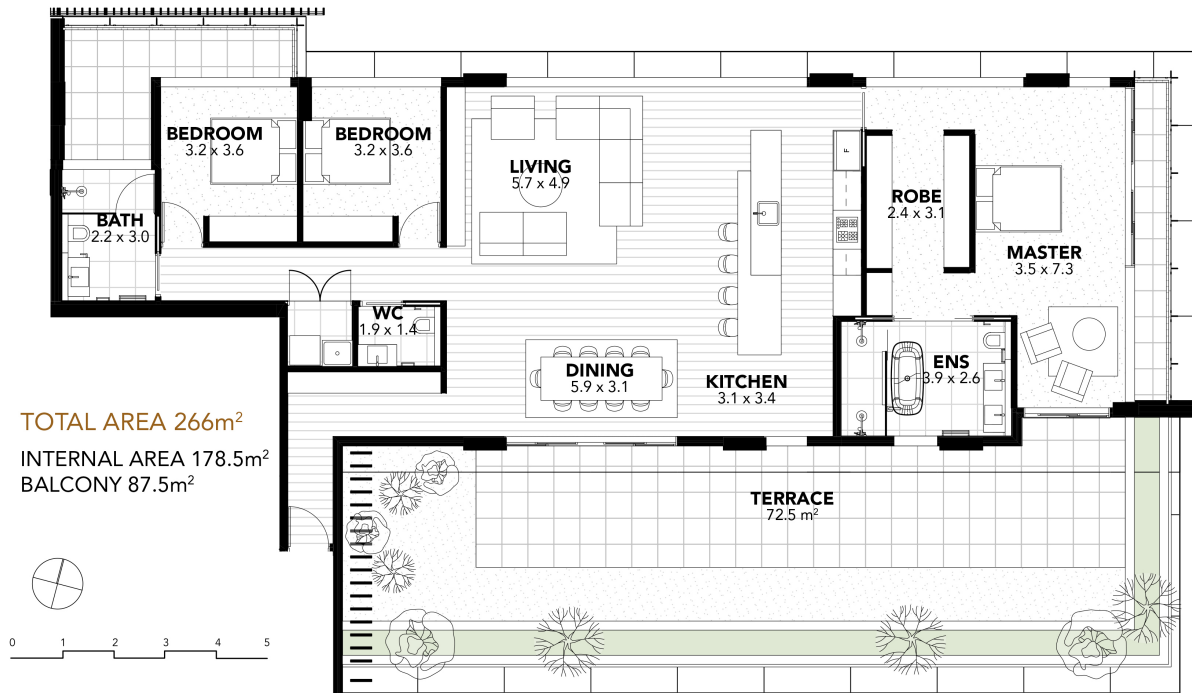 BEDROOM
3.2 x 3.6
BEDROOM
3.2 x 3.6
LIVING
5.7 x 4.9
F
ROBE
2.4 x 3.1
BATH
2.2 x 3.0
MASTER
3.5 x 7.3
WC
1.9 x 1.4
DINING
5.9 x 3.1
KITCHEN
3.1 x 3.4
ENS
3.9 x 2.6
TOTAL AREA 266m²
INTERNAL AREA 178.5m²
BALCONY 87.5m²
TERRACE
72.5 m²
0 1 2 3 4 5